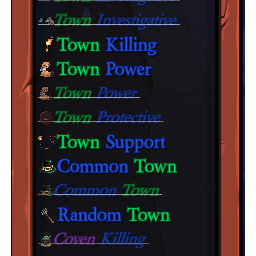 Town Investigative
Town Killing
Town Power
Town Power
Town Protective
Town Support
Common Town
Common Town
Random Town
Coven Killing